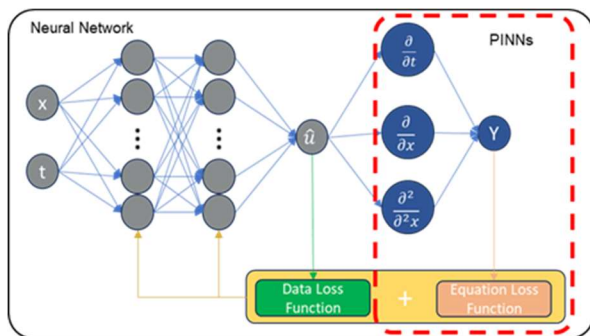 Neural Network
PINNs
x
t
⋮
⋮
û
∂/∂t
∂/∂x
∂²/∂²x
Y
Data Loss
Function
+
Equation Loss
Function